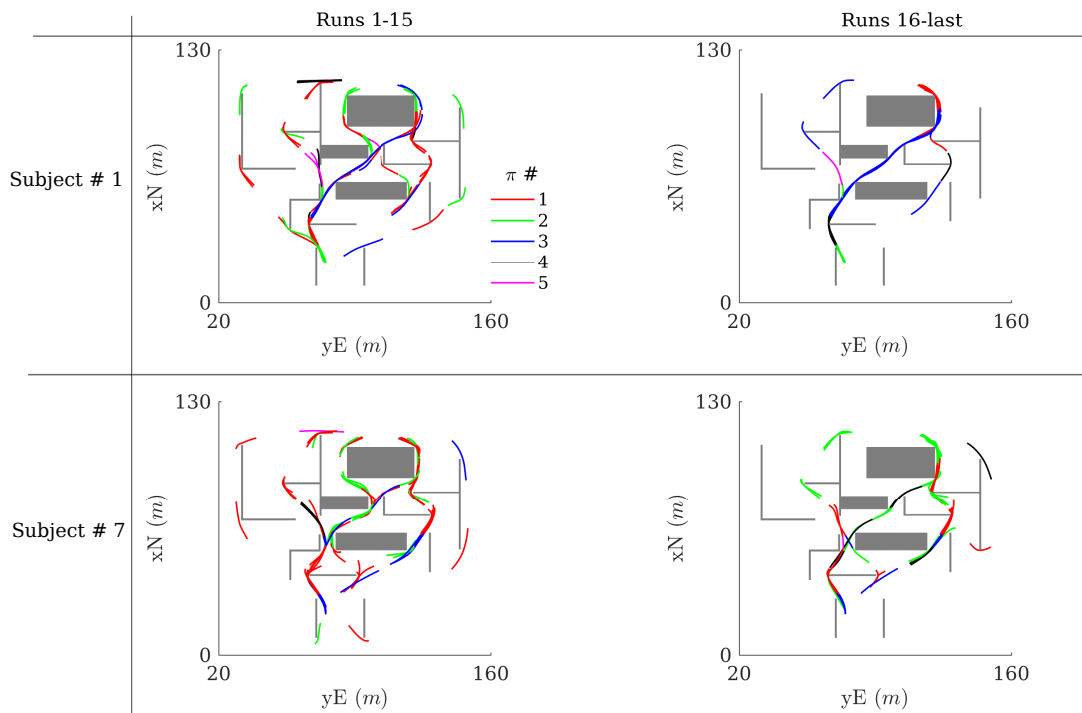 Runs 1-15
Runs 16-last
Subject # 1
130
xN (m)
0
20
160
yE (m)
π #
1
2
3
4
5
130
xN (m)
0
20
160
yE (m)
Subject # 7
130
xN (m)
0
20
160
yE (m)
130
xN (m)
0
20
160
yE (m)